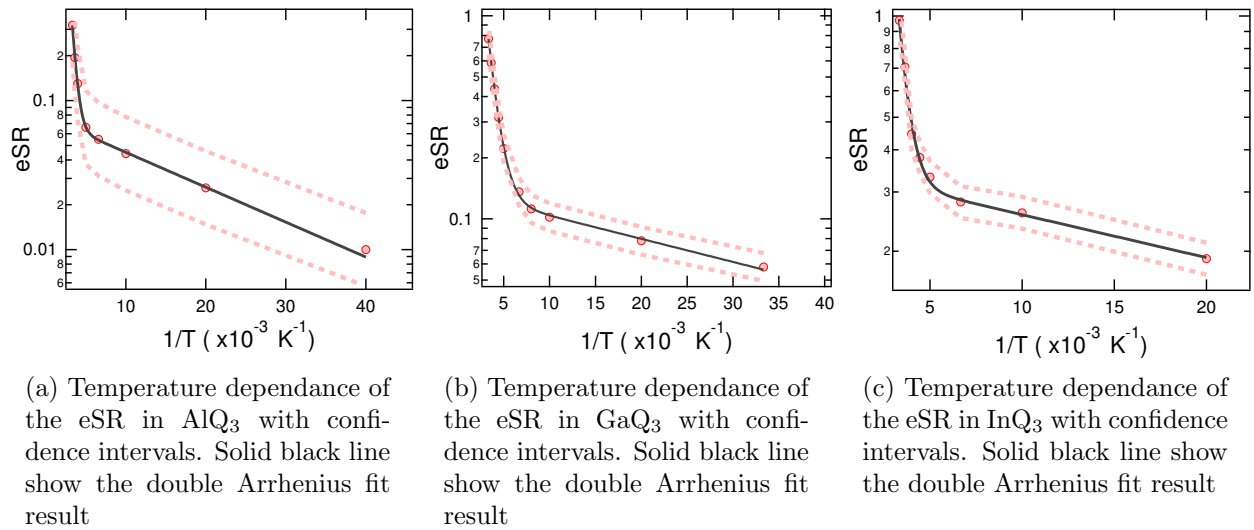 2
0.1
8
6
4
2
0.01
8
6
eSR
10
20
30
40
1/T ( x10⁻³ K⁻¹)
1
8
7
6
5
4
3
2
0.1
9
8
7
6
5
eSR
5
10
15
20
25
30
35
40
1/T ( x10⁻³ K⁻¹)
1
9
8
7
6
5
4
3
2
eSR
5
10
15
20
1/T ( x10⁻³ K⁻¹)
(a) Temperature dependance of
the eSR in AlQ₃ with confi-
dence intervals. Solid black line
show the double Arrhenius fit
result
(b) Temperature dependance of
the eSR in GaQ₃ with confi-
dence intervals. Solid black line
show the double Arrhenius fit
result
(c) Temperature dependance of
the eSR in InQ₃ with confidence
intervals. Solid black line show
the double Arrhenius fit result